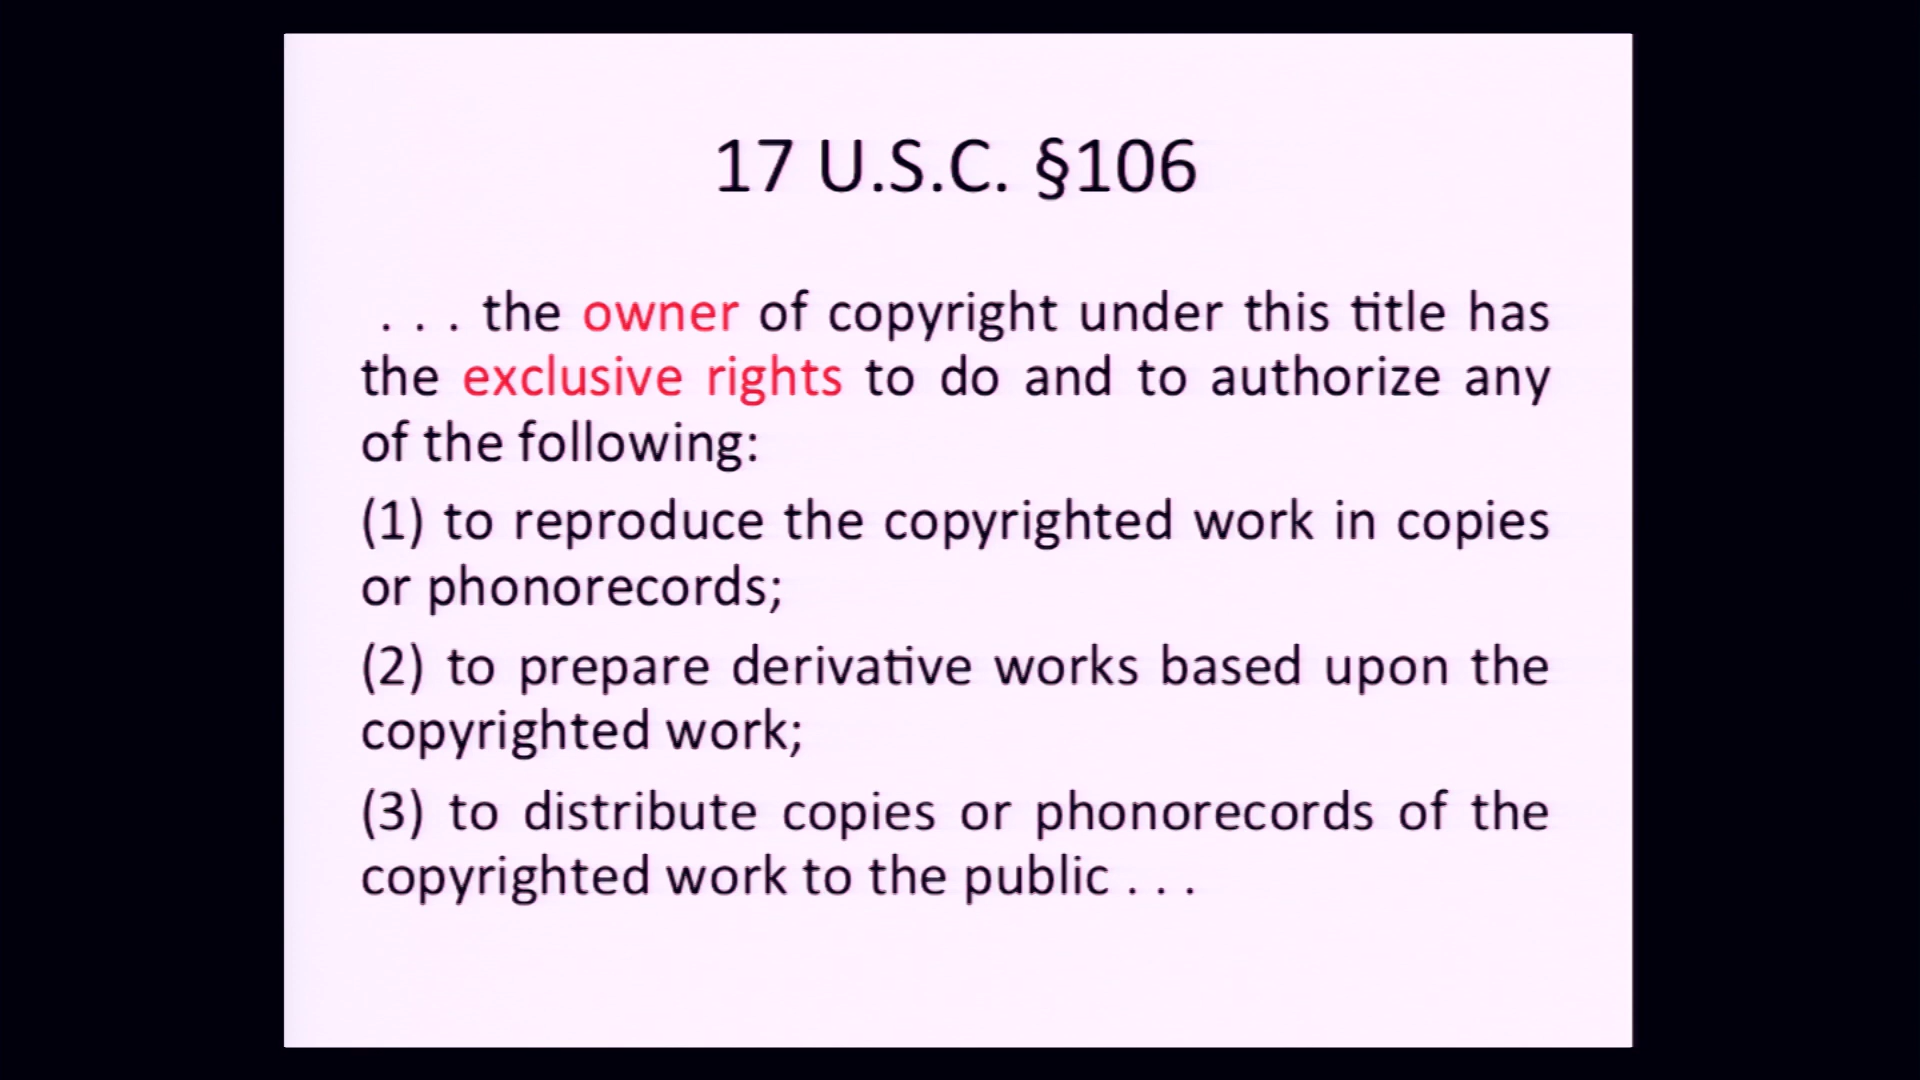 17 U.S.C. §106
. . . the owner of copyright under this title has
the exclusive rights to do and to authorize any
of the following:
(1) to reproduce the copyrighted work in copies
or phonorecords;
(2) to prepare derivative works based upon the
copyrighted work;
(3) to distribute copies or phonorecords of the
copyrighted work to the public . . .